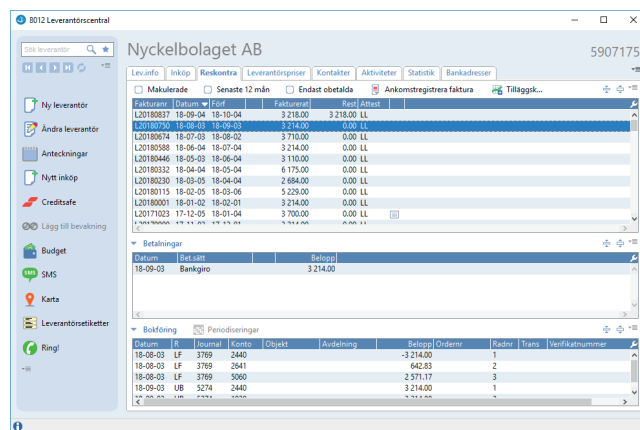 8012 Leverantörscentral
Sök leverantör
Ny leverantör
Ändra leverantör
Anteckningar
Nytt inköp
Creditsafe
Lägg till bevakning
Budget
SMS
SMS
Karta
Leverantörsetiketter
Ring!
Nyckelbolaget AB
5907175
Lev.info Inköp Reskontra Leverantörspriser Kontakter Aktiviteter Statistik Bankadresser
Makulerade Senaste 12 mån Endast obetalda Ankomstregistrera faktura Tilläggsk...
Fakturanr Datum Förf Fakturerat Rest Attest
L20180837 18-09-04 18-10-04 3 218.00 3 218.00 LL
L20180750 18-08-03 18-09-03 3 214.00 0.00 LL
L20180674 18-07-03 18-08-02 3 710.00 0.00 LL
L20180588 18-06-04 18-07-04 3 214.00 0.00 LL
L20180446 18-05-03 18-06-04 3 110.00 0.00 LL
L20180332 18-04-04 18-05-04 6 175.00 0.00 LL
L20180230 18-03-05 18-04-04 2 684.00 0.00 LL
L20180115 18-02-05 18-03-06 5 229.00 0.00 LL
L20180001 18-01-02 18-02-01 3 214.00 0.00 LL
L20171023 17-12-05 18-01-04 3 700.00 0.00 LL
Betalningar
Datum Bet.sätt Belopp
18-09-03 Bankgiro 3 214.00
Bokföring Periodiseringar
Datum R Journal Konto Objekt Avdelning Belopp Ordernr Radnr Trans Verifikatnummer
18-08-03 LF 3769 2440 -3 214.00 1
18-08-03 LF 3769 2641 642.83 2
18-08-03 LF 3769 5060 2 571.17 3
18-09-03 UB 5274 2440 3 214.00 1